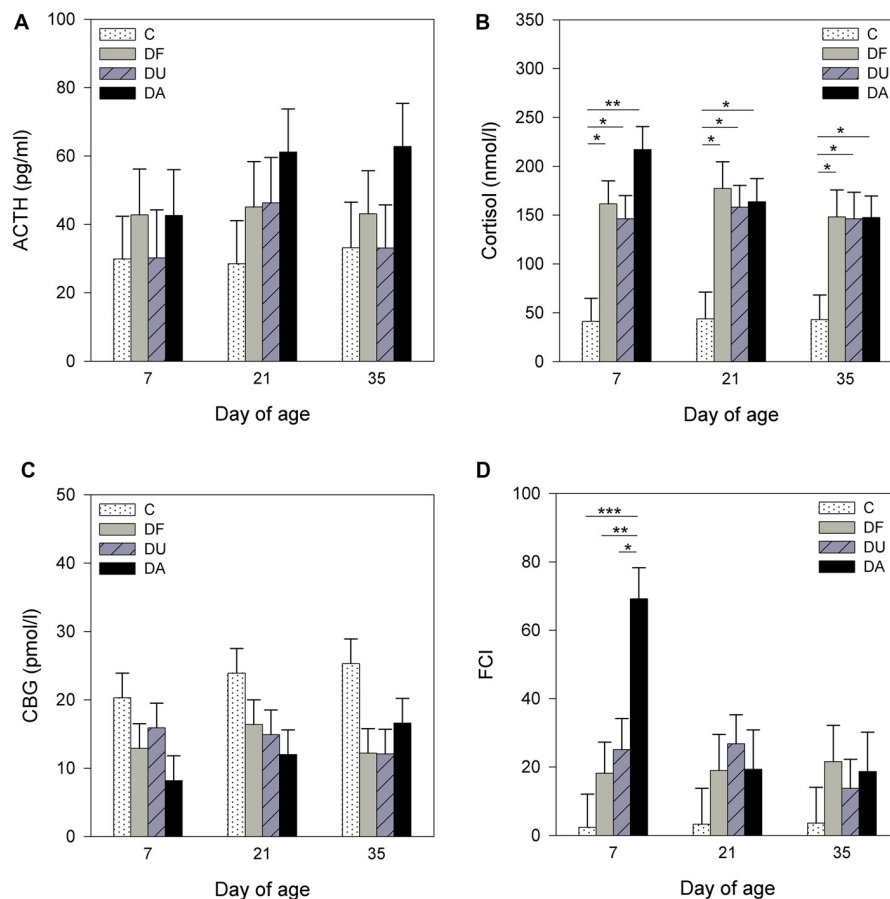 A
C
DF
DU
DA
100
80
60
40
20
0
ACTH (pg/ml)
7 21 35
Day of age
B
C
DF
DU
DA
350
300
250
200
150
100
50
0
Cortisol (nmol/l)
** * *
* * *
* * *
7 21 35
Day of age
C
C
DF
DU
DA
50
40
30
20
10
0
CBG (pmol/l)
7 21 35
Day of age
D
C
DF
DU
DA
100
80
60
40
20
0
FCI
***
**
*
7 21 35
Day of age